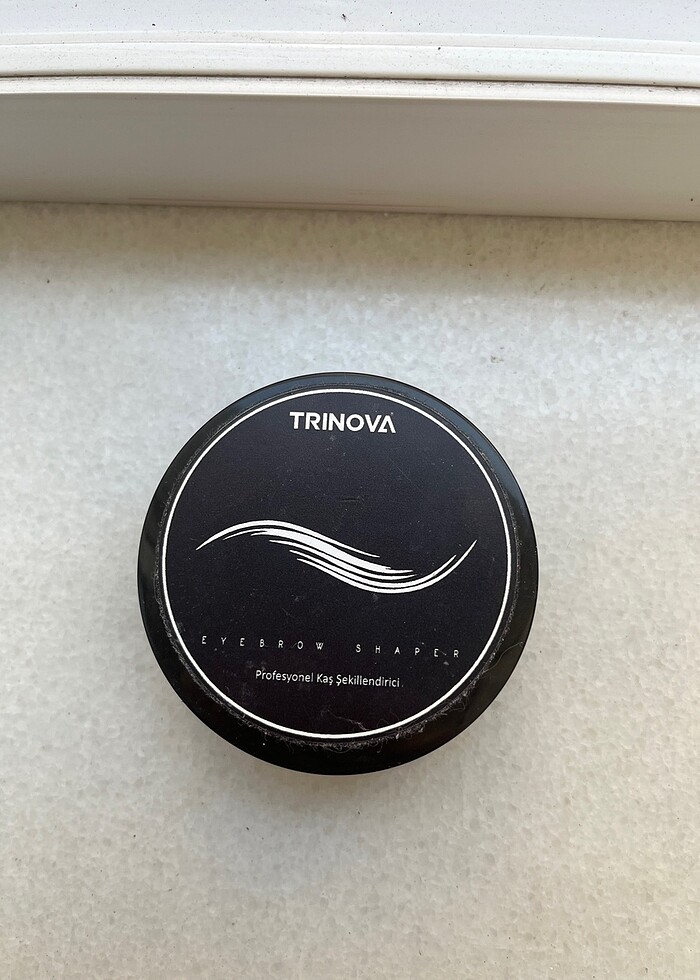 TRINOVA
EYEBROW SHAPER
Profesyonel Kaş Şekillendirici